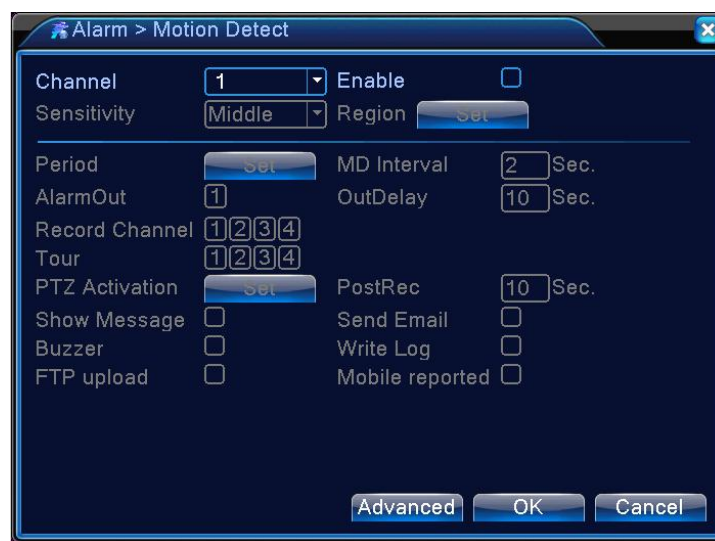 Alarm > Motion Detect
Channel 1 Enable
Sensitivity Middle Region Set
Period Set MD Interval 2 Sec.
AlarmOut 1 OutDelay 10 Sec.
Record Channel 1 2 3 4
Tour 1 2 3 4
PTZ Activation Set PostRec 10 Sec.
Show Message Send Email
Buzzer Write Log
FTP upload Mobile reported
Advanced OK Cancel